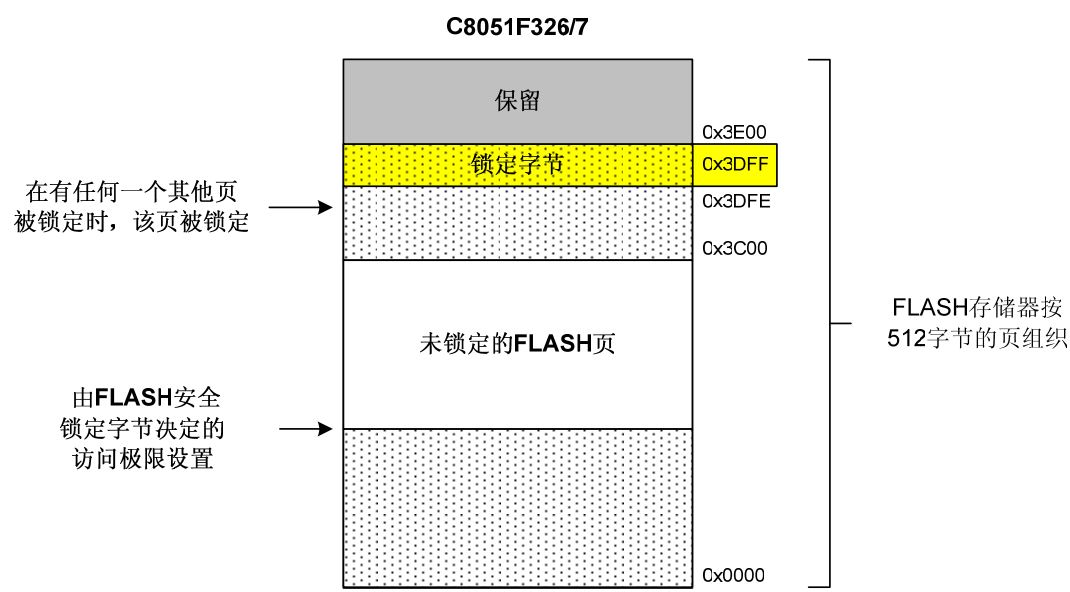 C8051F326/7
保留
0x3E00
锁定字节
0x3DFF
在有任何一个其他页
被锁定时，该页被锁定
0x3DFE
0x3C00
未锁定的FLASH页
FLASH存储器按
512字节的页组织
由FLASH安全
锁定字节决定的
访问极限设置
0x0000